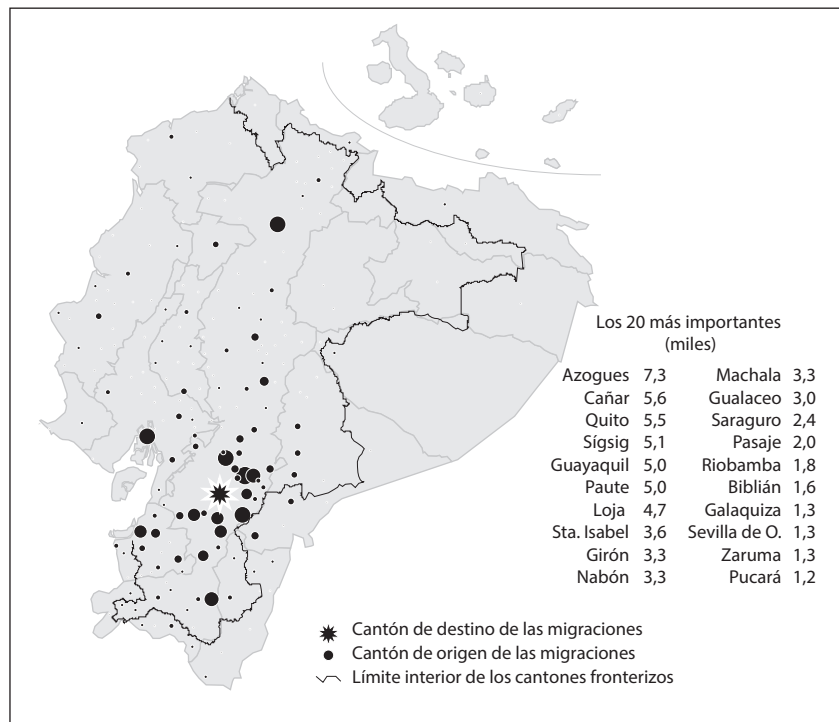 Los 20 más importantes
(miles)
Azogues 7,3 Machala 3,3
Cañar 5,6 Gualaceo 3,0
Quito 5,5 Saraguro 2,4
Sígsig 5,1 Pasaje 2,0
Guayaquil 5,0 Riobamba 1,8
Paute 5,0 Biblián 1,6
Loja 4,7 Galaquiza 1,3
Sta. Isabel 3,6 Sevilla de O. 1,3
Girón 3,3 Zaruma 1,3
Nabón 3,3 Pucará 1,2
Cantón de destino de las migraciones
Cantón de origen de las migraciones
Límite interior de los cantones fronterizos